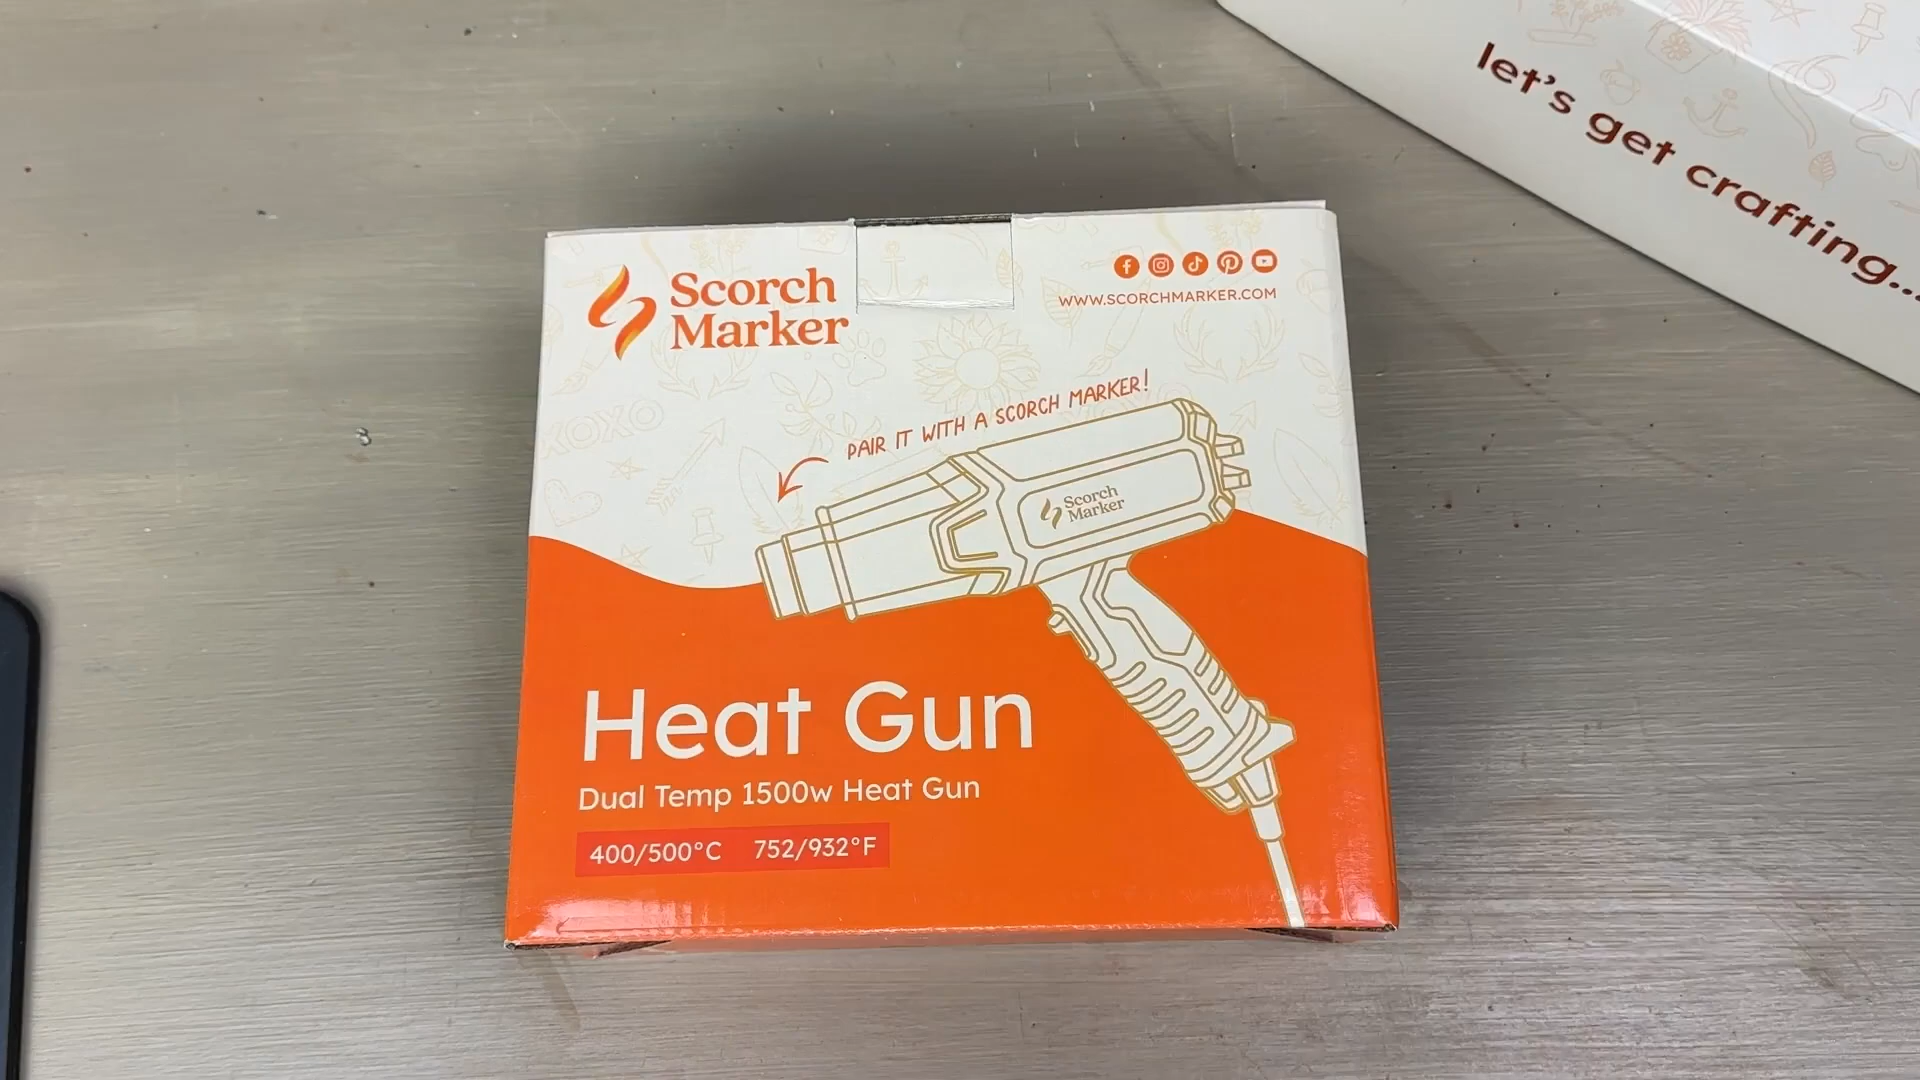 let's get crafting...
Scorch
Marker
WWW.SCORCHMARKER.COM
PAIR IT WITH A SCORCH MARKER!
XOXO
Scorch
Marker
Heat Gun
Dual Temp 1500w Heat Gun
400/500°C 752/932°F